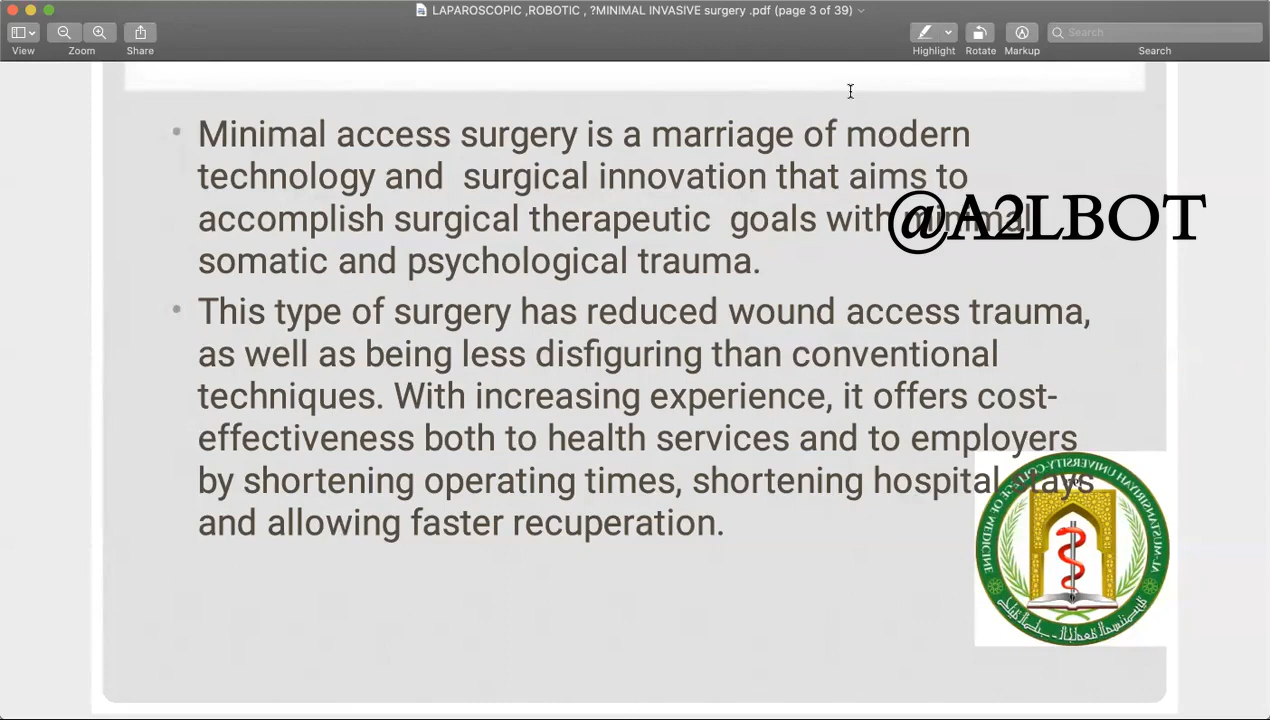 LAPAROSCOPIC ,ROBOTIC , ?MINIMAL INVASIVE surgery .pdf (page 3 of 39)
View Zoom Share Highlight Rotate Markup Search
Search
Minimal access surgery is a marriage of modern
technology and surgical innovation that aims to
accomplish surgical therapeutic goals with minimal
@A2LBOT
somatic and psychological trauma.
This type of surgery has reduced wound access trauma,
as well as being less disfiguring than conventional
techniques. With increasing experience, it offers cost-
effectiveness both to health services and to employers
by shortening operating times, shortening hospital stays
and allowing faster recuperation.